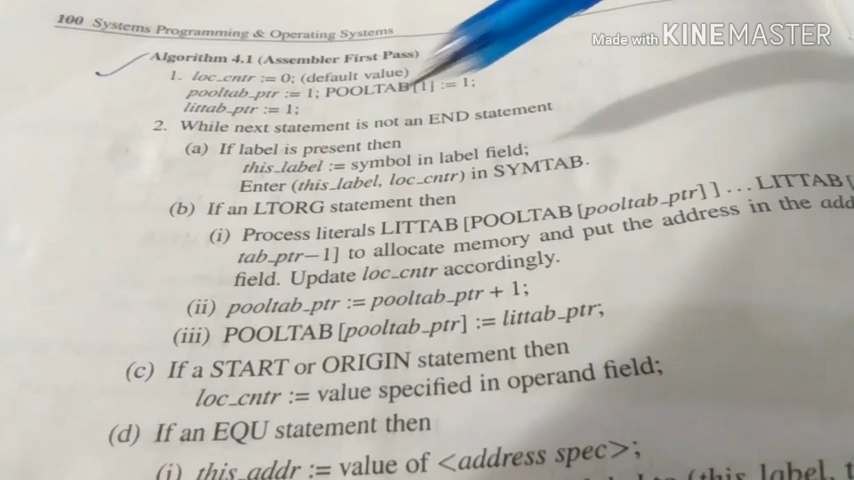 100 Systems Programming & Operating Systems
Made with KINEMASTER
Algorithm 4.1 (Assembler First Pass)
1. loc_cntr := 0; (default value)
pooltab_ptr := 1; POOLTAB[1] := 1;
littab_ptr := 1;
2. While next statement is not an END statement
(a) If label is present then
this_label := symbol in label field;
Enter (this_label, loc_cntr) in SYMTAB.
(b) If an LTORG statement then
(i) Process literals LITTAB [POOLTAB [pooltab_ptr] ] ... LITTAB [
tab_ptr−1] to allocate memory and put the address in the add
field. Update loc_cntr accordingly.
(ii) pooltab_ptr := pooltab_ptr + 1;
(iii) POOLTAB [pooltab_ptr] := littab_ptr;
(c) If a START or ORIGIN statement then
loc_cntr := value specified in operand field;
(d) If an EQU statement then
(i) this_addr := value of <address spec>;
(this_label, t